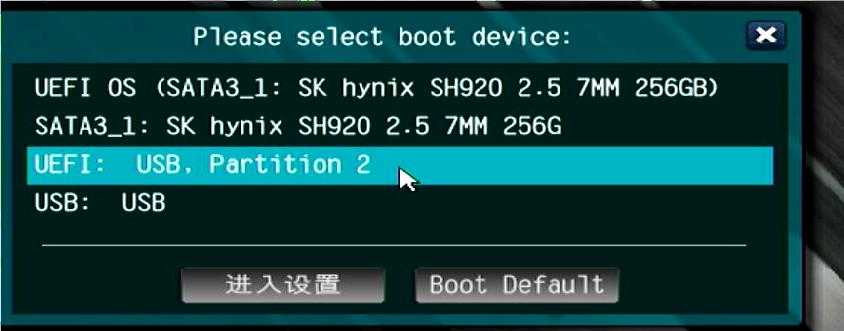 Please select boot device:
UEFI OS (SATA3_1: SK hynix SH920 2.5 7MM 256GB)
SATA3_1: SK hynix SH920 2.5 7MM 256G
UEFI:  USB, Partition 2
USB:  USB
进入设置 Boot Default